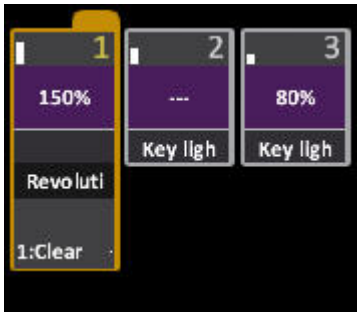 1 2 3
150% --- 80%
Key ligh Key ligh
Revoluti
1:Clear